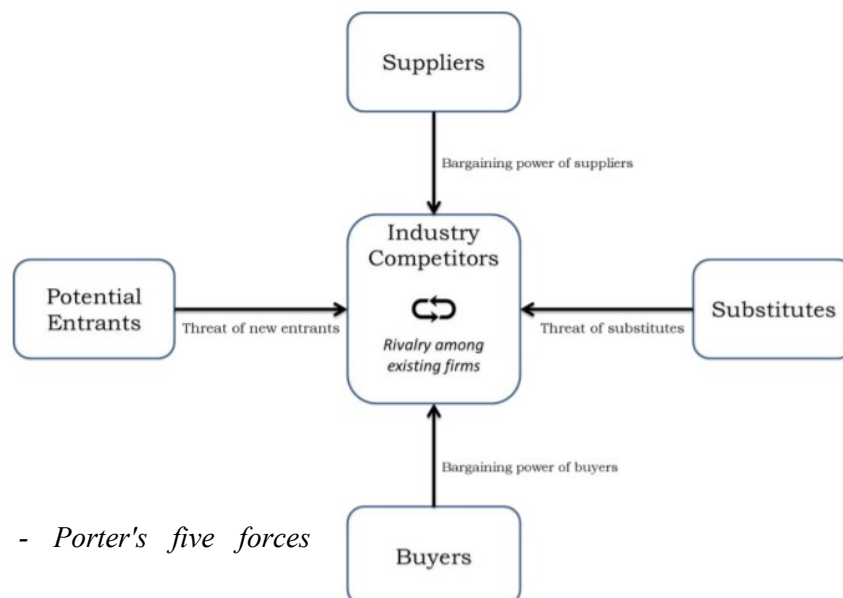 Suppliers
Bargaining power of suppliers
Industry
Competitors
Rivalry among
existing firms
Potential
Entrants
Threat of new entrants
Substitutes
Threat of substitutes
Bargaining power of buyers
- Porter's five forces
Buyers